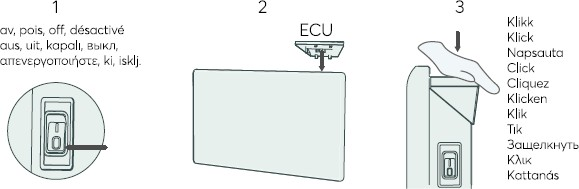 1
av, pois, off, désactivé
aus, uit, kapalı, выкл,
απενεργοποιήστε, ki, isklj.
2
ECU
3
Klikk
Klick
Napsauta
Click
Cliquez
Klicken
Klik
Tık
Защелкнуть
Κλικ
Kattanás